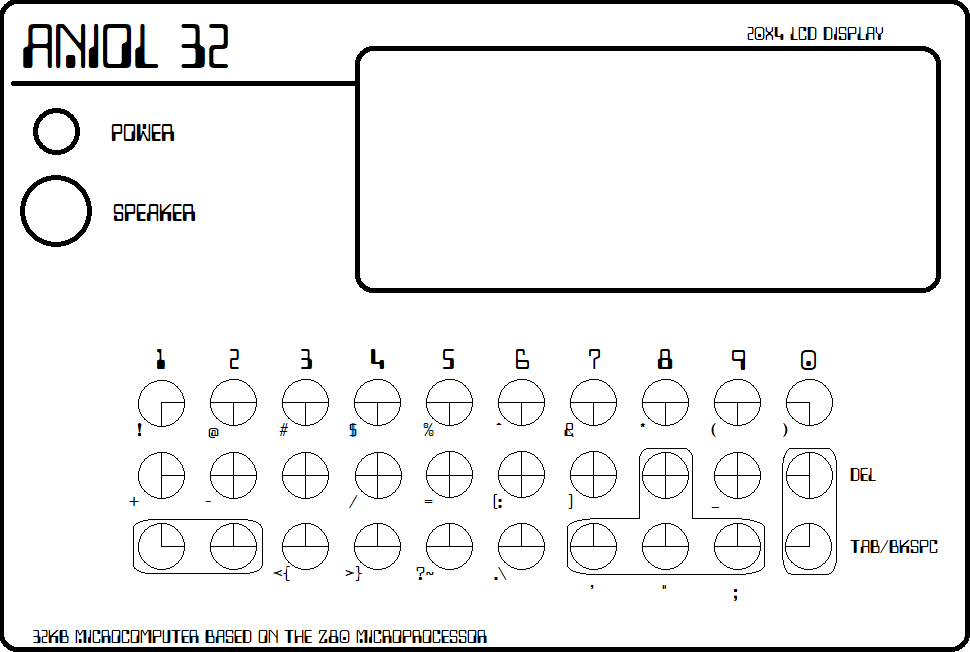 ANIOL 32
20X4 LCD DISPLAY
POWER
SPEAKER
1 2 3 4 5 6 7 8 9 0
! @ # $ % ^ & * ( )
DEL
+ - / = [: ] _
TAB/BKSPC
<{ >} ?~ .\
' " ;
32KB MICROCOMPUTER BASED ON THE Z80 MICROPROCESSOR